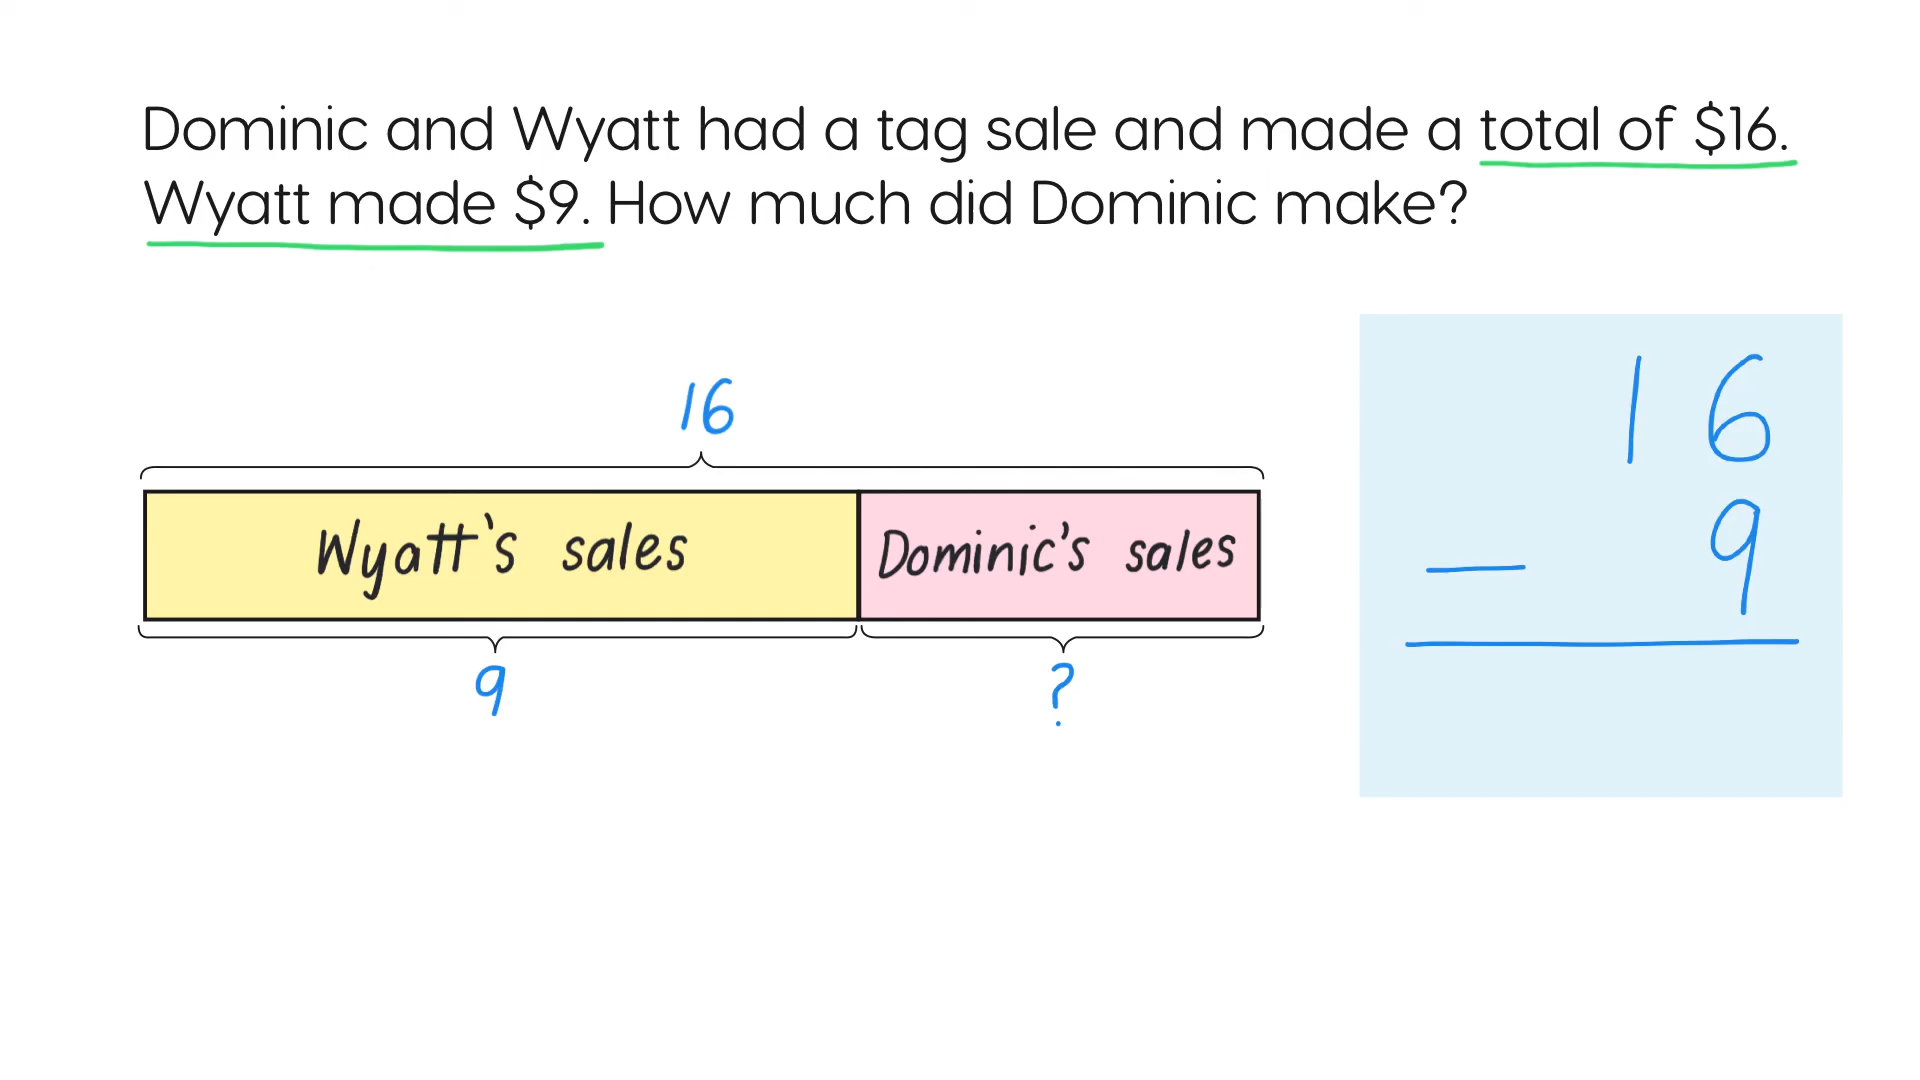 Dominic and Wyatt had a tag sale and made a total of $16.
Wyatt made $9. How much did Dominic make?
16
Wyatt's sales Dominic's sales
9 ?
16
— 9